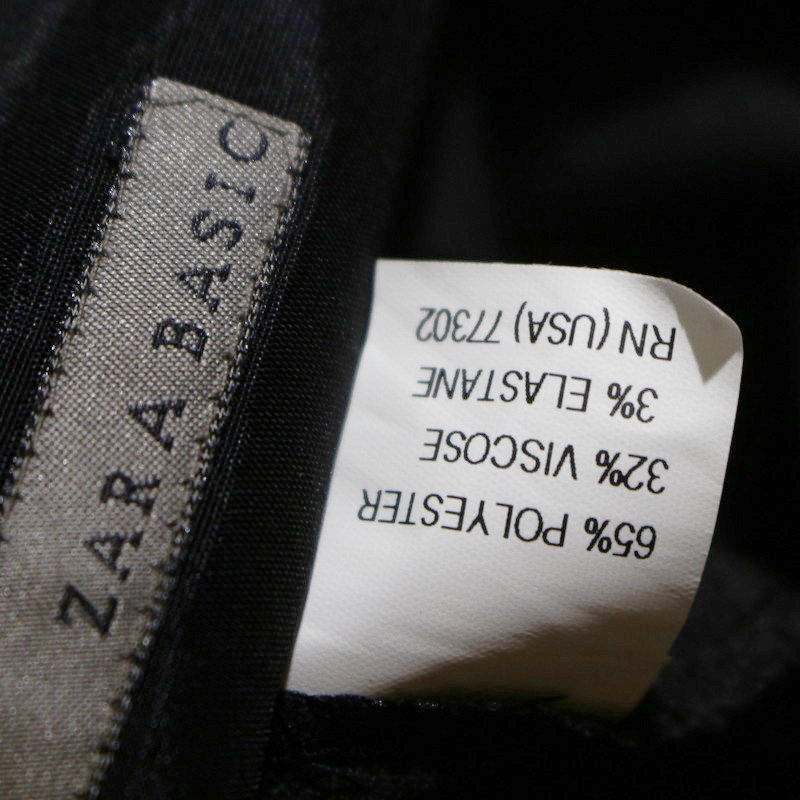 ZARA BASIC
65% POLYESTER
32% VISCOSE
3% ELASTANE
RN (USA) 77302